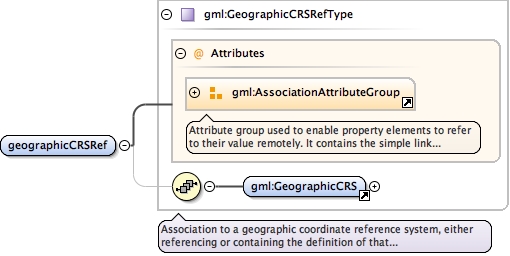 gml:GeographicCRSRefType
@ Attributes
gml:AssociationAttributeGroup
Attribute group used to enable property elements to refer
to their value remotely. It contains the simple link...
geographicCRSRef
gml:GeographicCRS
Association to a geographic coordinate reference system, either
referencing or containing the definition of that...